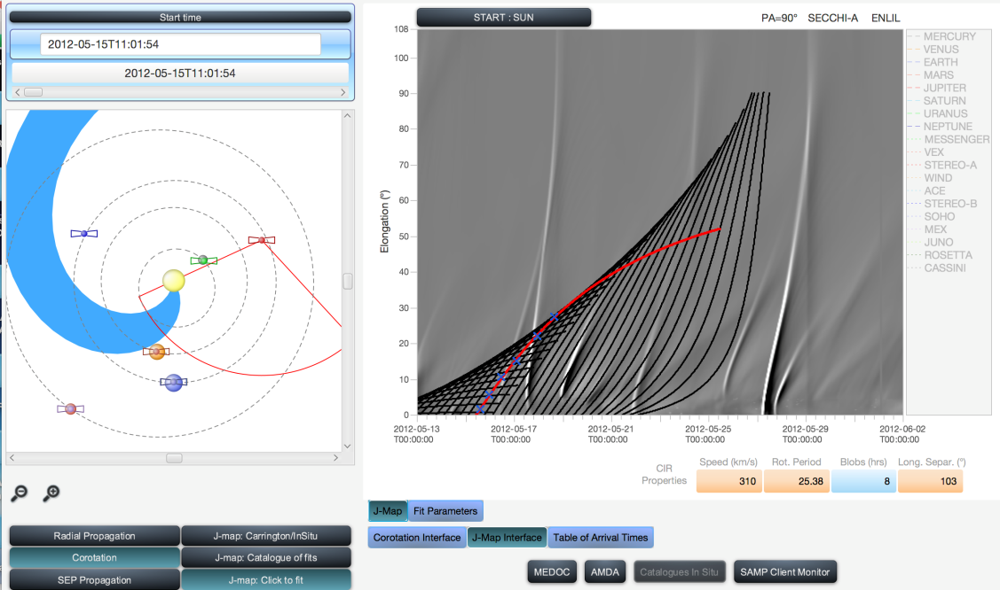 Start time
2012-05-15T11:01:54
2012-05-15T11:01:54
START : SUN
PA=90° SECCHI-A ENLIL
108
100
90
80
70
60
50
40
30
20
10
0
Elongation (°)
2012-05-13 T00:00:00
2012-05-17 T00:00:00
2012-05-21 T00:00:00
2012-05-25 T00:00:00
2012-05-29 T00:00:00
2012-06-02 T00:00:00
MERCURY
VENUS
EARTH
MARS
JUPITER
SATURN
URANUS
NEPTUNE
MESSENGER
VEX
STEREO-A
WIND
ACE
STEREO-B
SOHO
MEX
JUNO
ROSETTA
CASSINI
CIR Properties
Speed (km/s) Rot. Period Blobs (hrs) Long. Separ. (°)
310 25.38 8 103
J-Map Fit Parameters
Corotation Interface J-Map Interface Table of Arrival Times
MEDOC AMDA Catalogues In Situ SAMP Client Monitor
Radial Propagation J-map: Carrington/InSitu
Corotation J-map: Catalogue of fits
SEP Propagation J-map: Click to fit